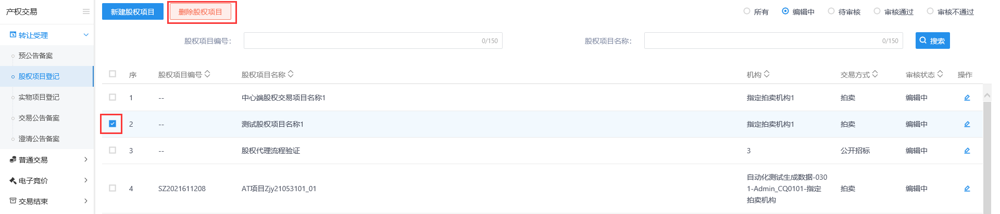 产权交易
转让受理
预公告备案
股权项目登记
实物项目登记
交易公告备案
澄清公告备案
普通交易
电子竞价
交易结束
新建股权项目 删除股权项目 所有 编辑中 待审核 审核通过 审核不通过
股权项目编号： 0/150 股权项目名称： 0/150 搜索
序 股权项目编号 股权项目名称 机构 交易方式 审核状态 操作
1 -- 中心端股权交易项目名称1 指定拍卖机构1 拍卖 编辑中
2 -- 测试股权项目名称1 指定拍卖机构1 拍卖 编辑中
3 -- 股权代理流程验证 3 公开招标 编辑中
自动化测试生成数据-030
4 SZ2021611208 AT项目Zjy21053101_01 1-Admin_CQ0101-指定 拍卖 编辑中
拍卖机构